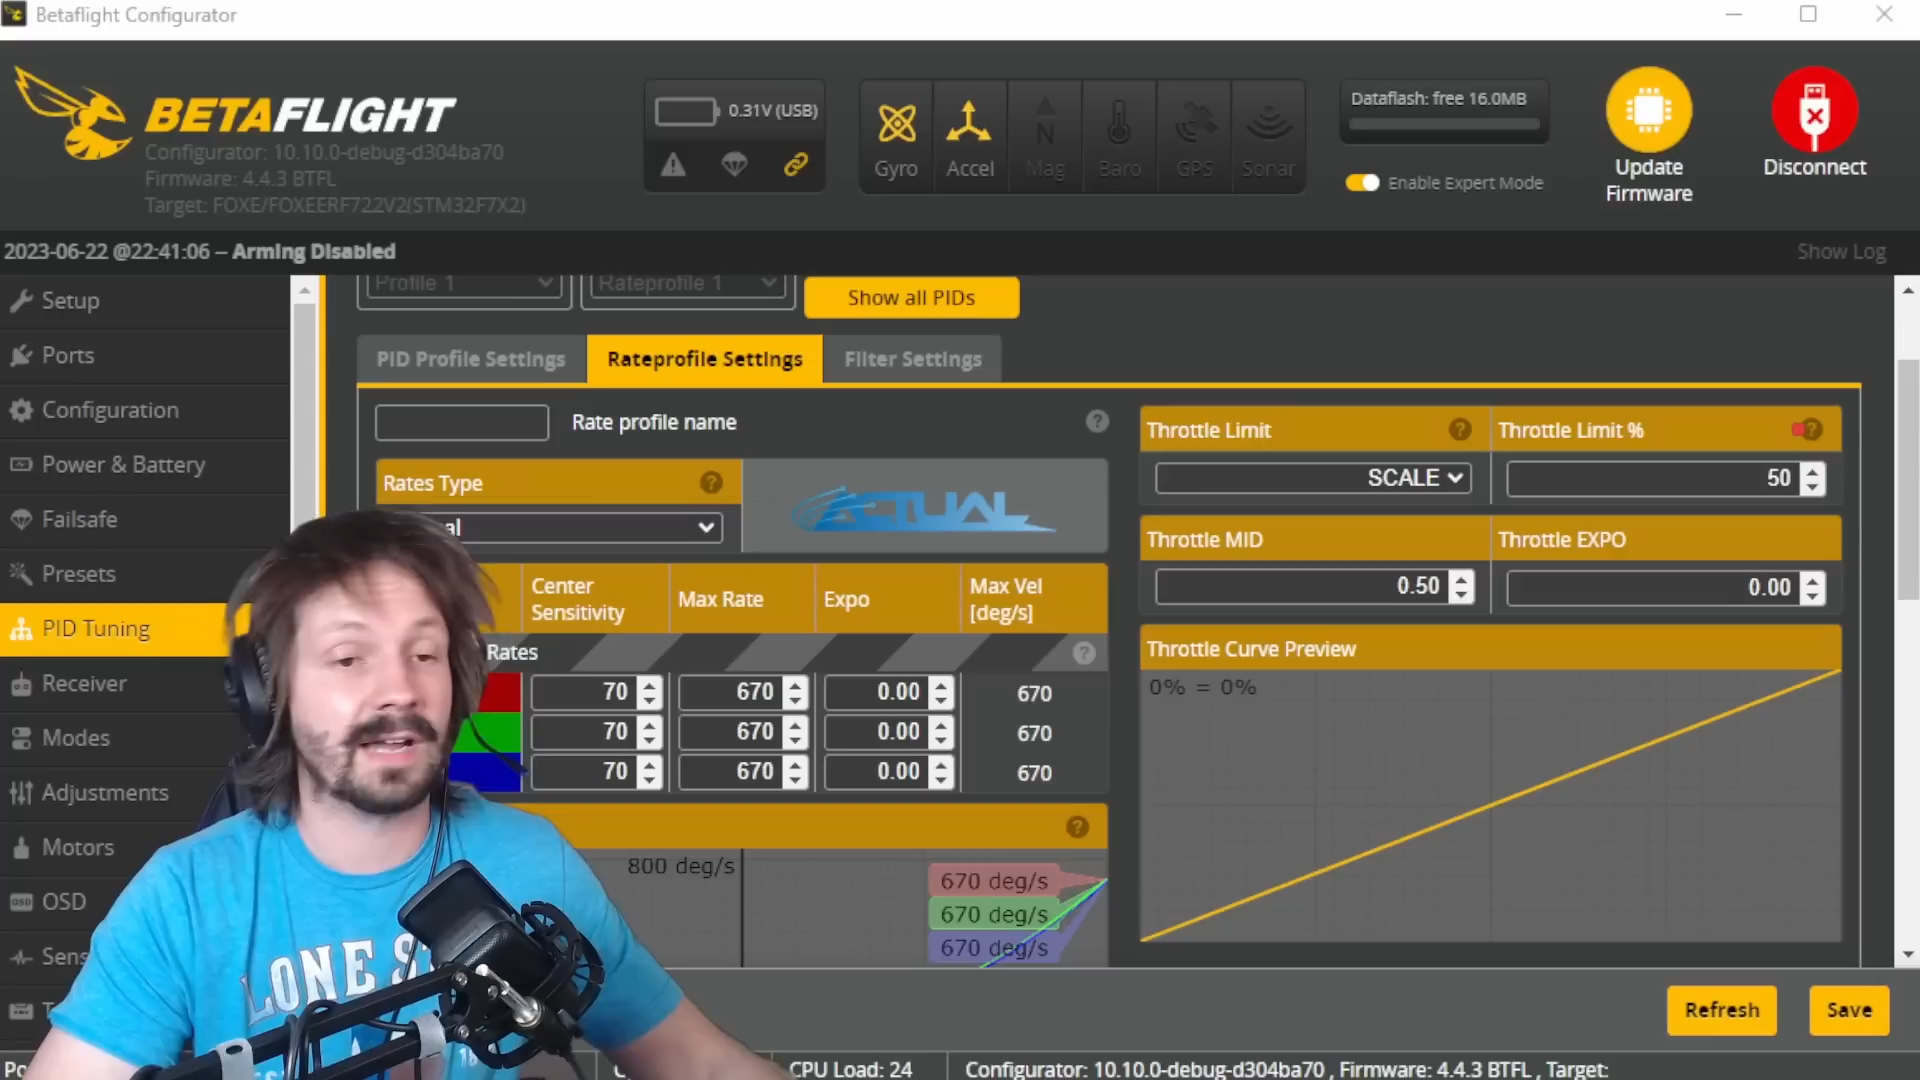 Betaflight Configurator
BETAFLIGHT
Configurator: 10.10.0-debug-d304ba70
Firmware: 4.4.3 BTFL
Target: FOXE/FOXEERF722V2(STM32F7X2)
0.31V (USB)
Gyro
Accel
Mag
Baro
GPS
Sonar
Dataflash: free 16.0MB
Enable Expert Mode
Update
Firmware
Disconnect
2023-06-22 @22:41:06 – Arming Disabled
Show Log
Setup
Ports
Configuration
Power & Battery
Failsafe
Presets
PID Tuning
Receiver
Modes
Adjustments
Motors
OSD
Sens
Profile 1
Rateprofile 1
Show all PIDs
PID Profile Settings
Rateprofile Settings
Filter Settings
Rate profile name
Rates Type
ACTUAL
Center
Sensitivity
Max Rate
Expo
Max Vel
[deg/s]
Rates
70 670 0.00 670
70 670 0.00 670
70 670 0.00 670
800 deg/s
670 deg/s
670 deg/s
670 deg/s
Throttle Limit
Throttle Limit %
SCALE
50
Throttle MID
Throttle EXPO
0.50
0.00
Throttle Curve Preview
0% = 0%
Refresh
Save
LONE S
CPU Load: 24
Configurator: 10.10.0-debug-d304ba70 , Firmware: 4.4.3 BTFL , Target: